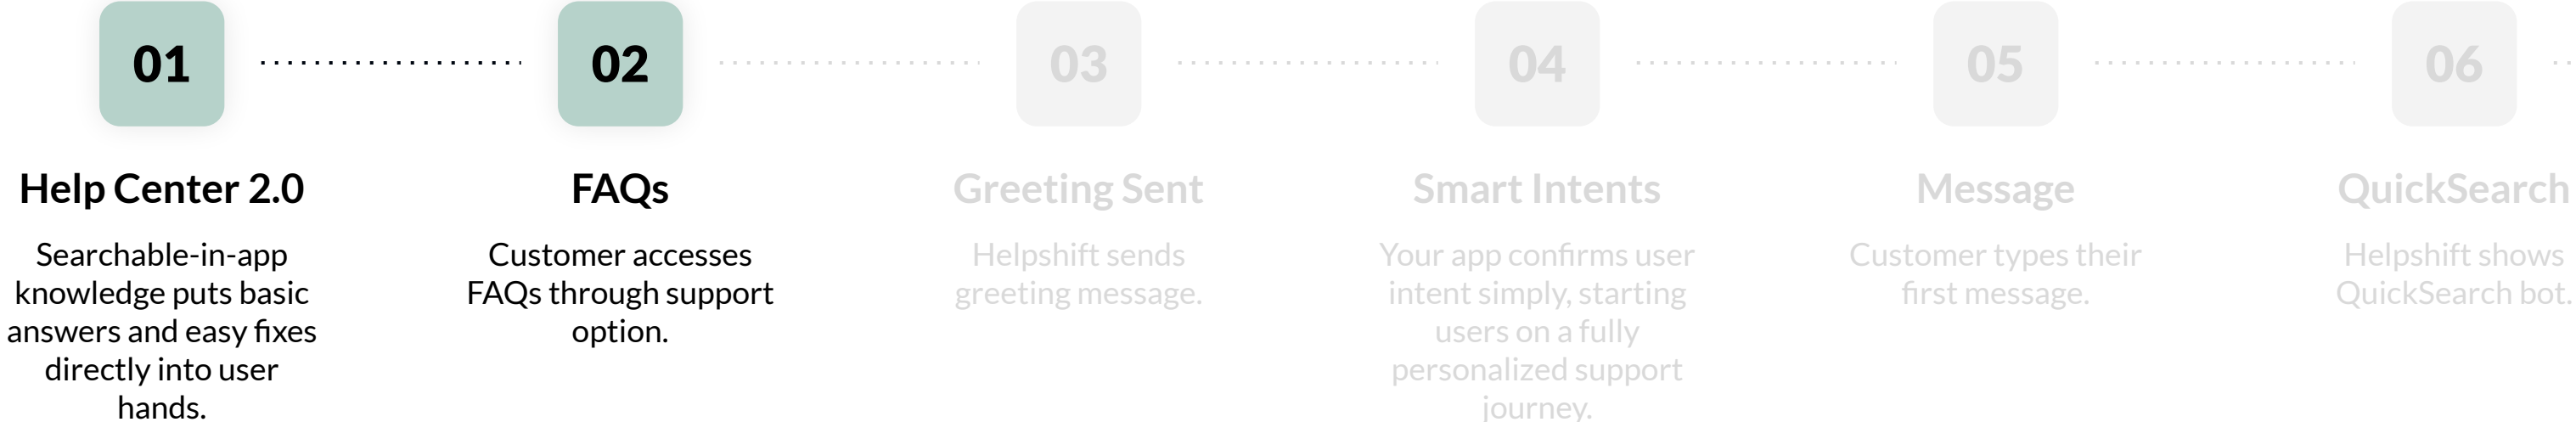 01
Help Center 2.0
Searchable-in-app
knowledge puts basic
answers and easy fixes
directly into user
hands.
02
FAQs
Customer accesses
FAQs through support
option.
03
Greeting Sent
Helpshift sends
greeting message.
04
Smart Intents
Your app confirms user
intent simply, starting
users on a fully
personalized support
journey.
05
Message
Customer types their
first message.
06
QuickSearch
Helpshift shows
QuickSearch bot.